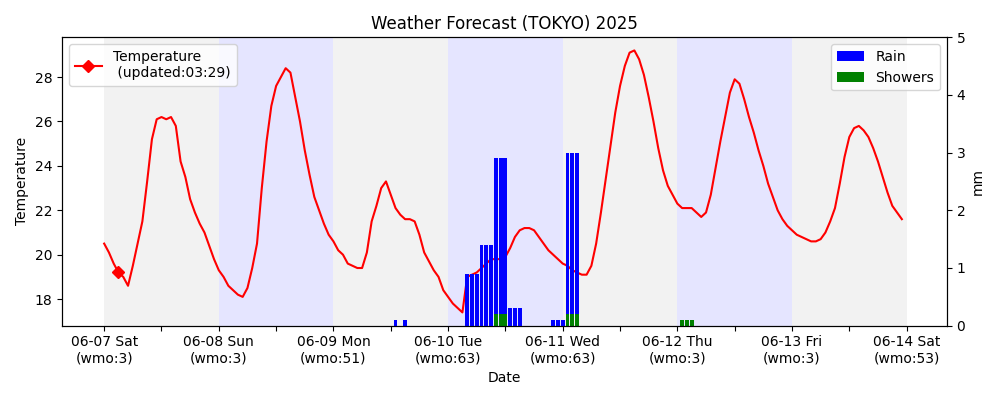 Weather Forecast (TOKYO) 2025
Temperature
(updated:03:29)
Rain
Showers
28
26
24
22
20
18
Temperature
5
4
3
2
1
0
mm
06-07 Sat
(wmo:3)
06-08 Sun
(wmo:3)
06-09 Mon
(wmo:51)
06-10 Tue
(wmo:63)
06-11 Wed
(wmo:63)
06-12 Thu
(wmo:3)
06-13 Fri
(wmo:3)
06-14 Sat
(wmo:53)
Date